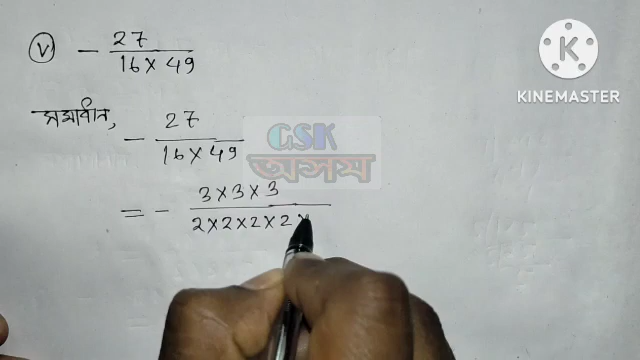 (v) - 27 / 16 × 49
সমাধান,
- 27 / 16 × 49
= - 3 × 3 × 3 / 2 × 2 × 2 × 2 ×
GSK
অসম
KINEMASTER